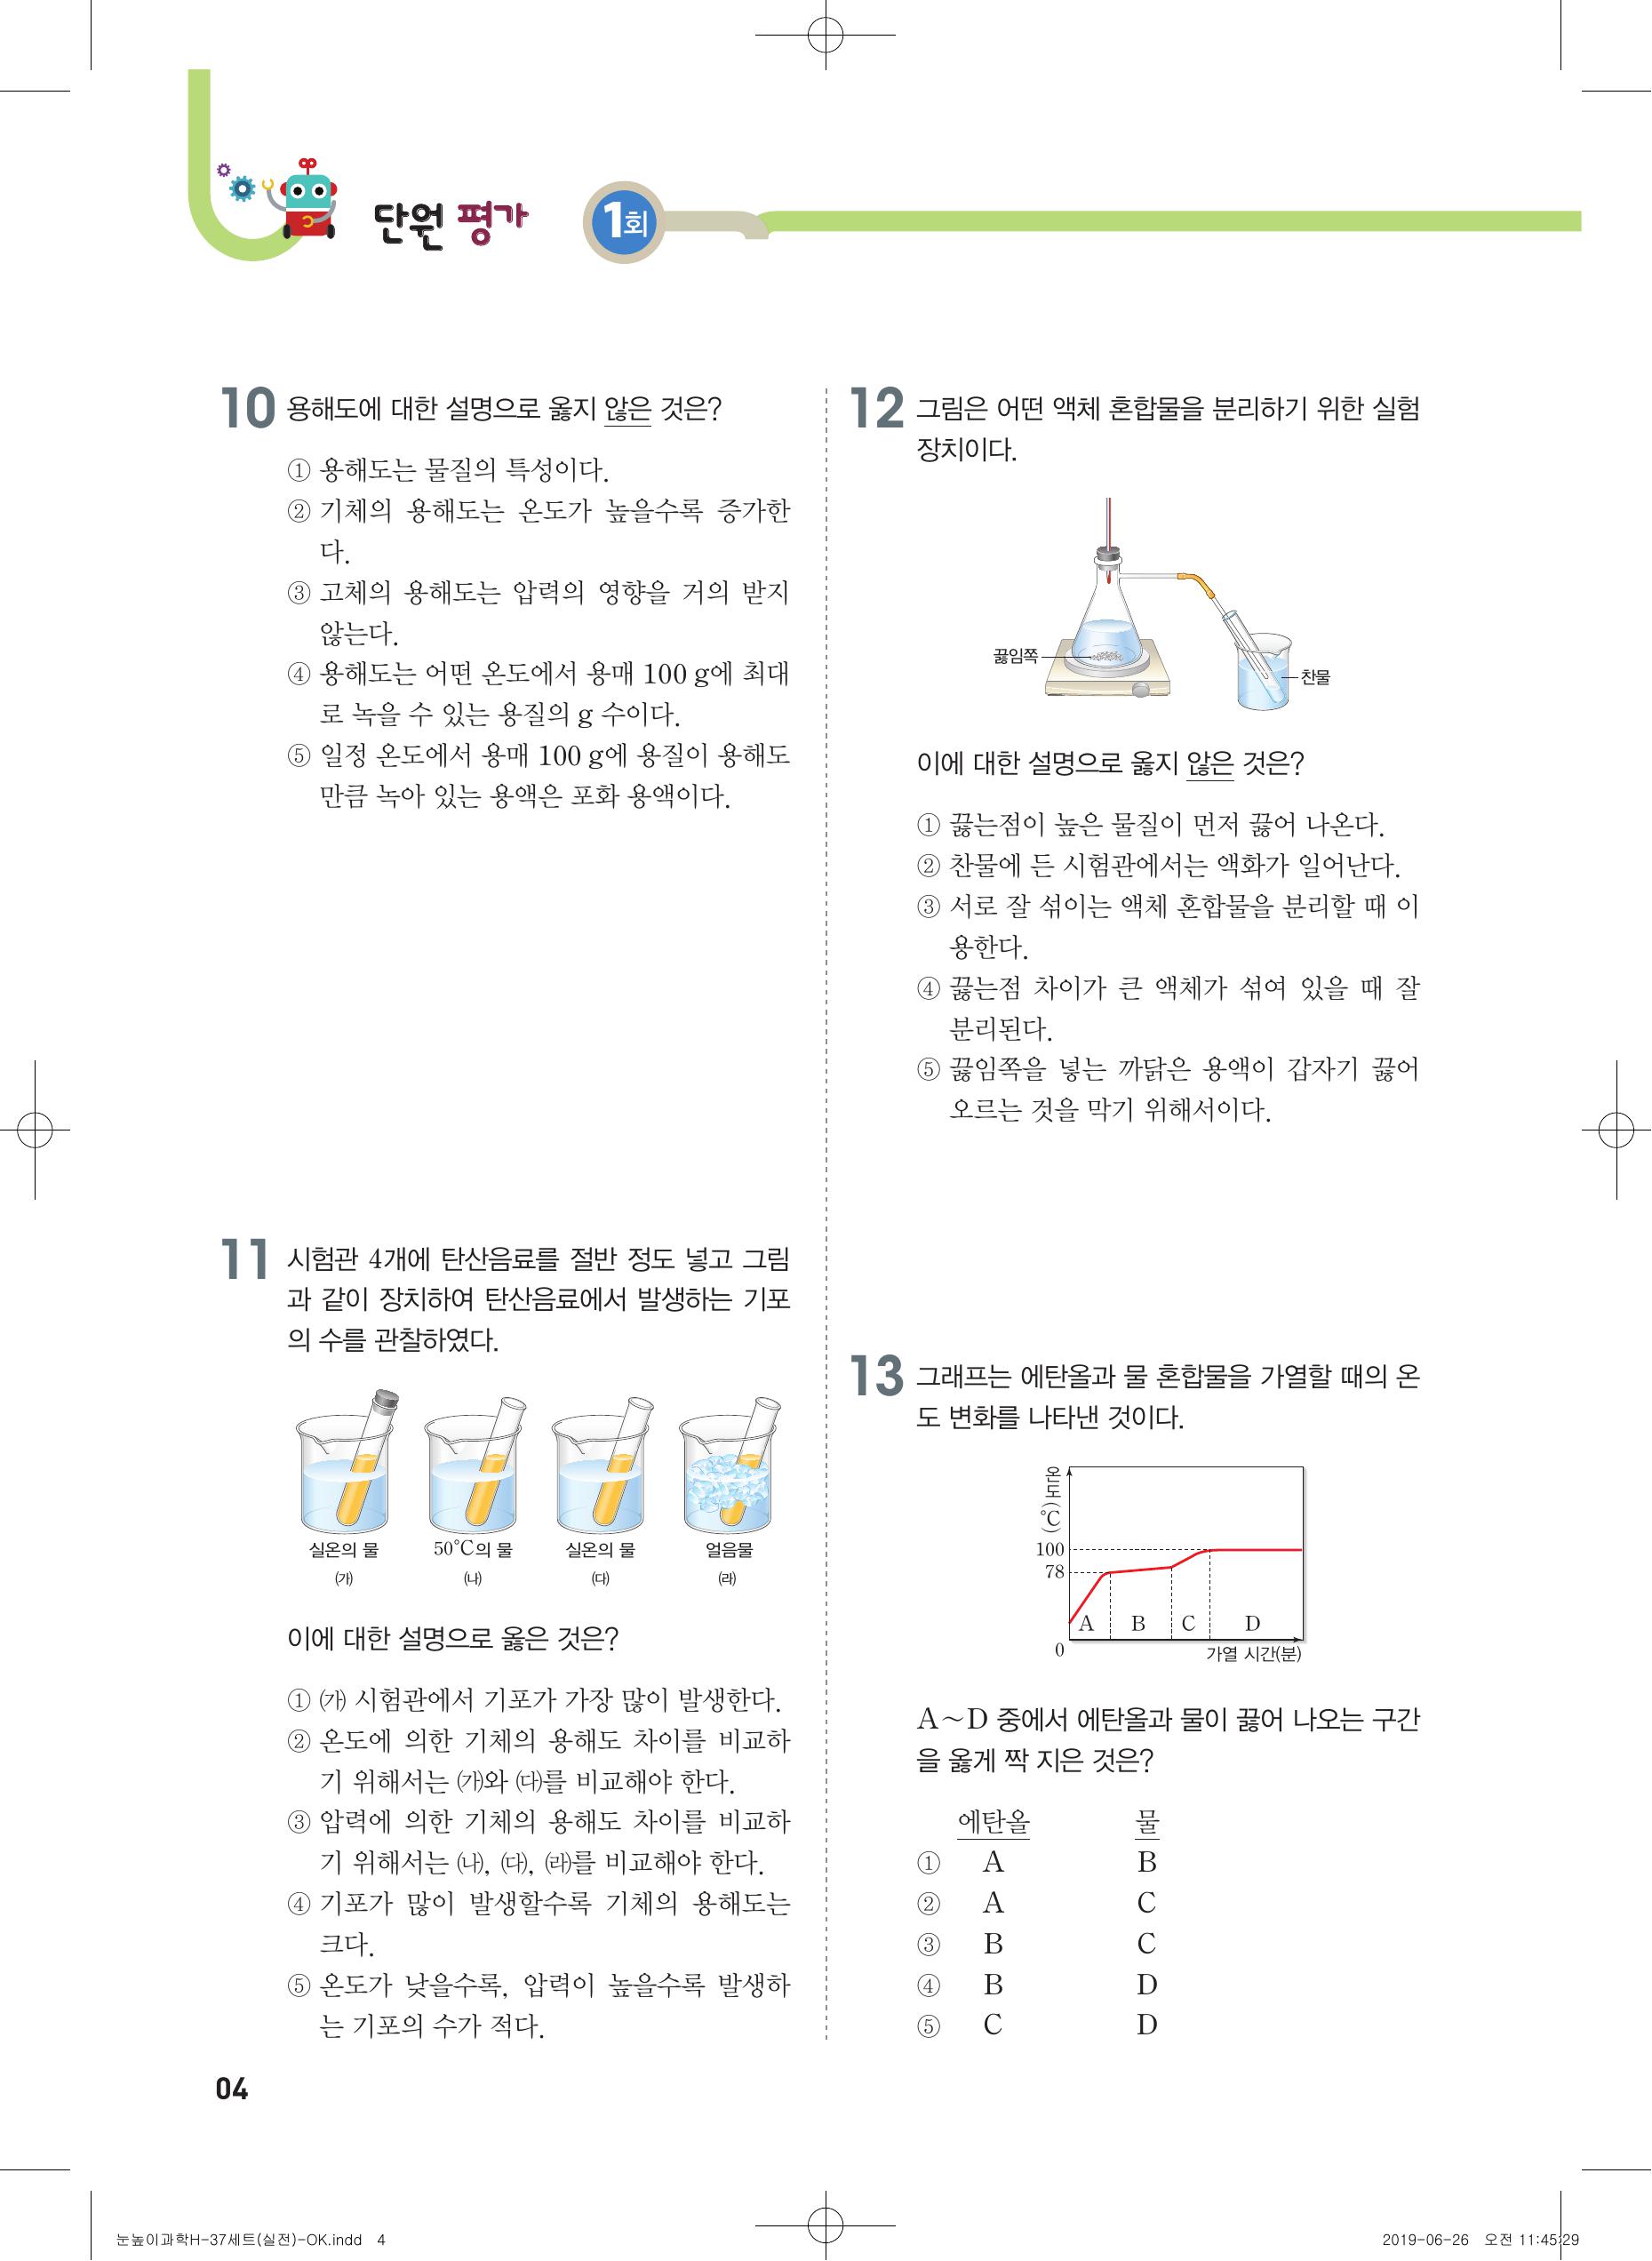 단원 평가 1회
10 용해도에 대한 설명으로 옳지 않은 것은?
① 용해도는 물질의 특성이다.
② 기체의 용해도는 온도가 높을수록 증가한
다.
③ 고체의 용해도는 압력의 영향을 거의 받지
않는다.
④ 용해도는 어떤 온도에서 용매 100 g에 최대
로 녹을 수 있는 용질의 g 수이다.
⑤ 일정 온도에서 용매 100 g에 용질이 용해도
만큼 녹아 있는 용액은 포화 용액이다.
11 시험관 4개에 탄산음료를 절반 정도 넣고 그림
과 같이 장치하여 탄산음료에서 발생하는 기포
의 수를 관찰하였다.
실온의 물 50℃의 물 실온의 물 얼음물
㈎ ㈏ ㈐ ㈑
이에 대한 설명으로 옳은 것은?
① ㈎ 시험관에서 기포가 가장 많이 발생한다.
② 온도에 의한 기체의 용해도 차이를 비교하
기 위해서는 ㈎와 ㈐를 비교해야 한다.
③ 압력에 의한 기체의 용해도 차이를 비교하
기 위해서는 ㈏, ㈐, ㈑를 비교해야 한다.
④ 기포가 많이 발생할수록 기체의 용해도는
크다.
⑤ 온도가 낮을수록, 압력이 높을수록 발생하
는 기포의 수가 적다.
12 그림은 어떤 액체 혼합물을 분리하기 위한 실험
장치이다.
끓임쪽
찬물
이에 대한 설명으로 옳지 않은 것은?
① 끓는점이 높은 물질이 먼저 끓어 나온다.
② 찬물에 든 시험관에서는 액화가 일어난다.
③ 서로 잘 섞이는 액체 혼합물을 분리할 때 이
용한다.
④ 끓는점 차이가 큰 액체가 섞여 있을 때 잘
분리된다.
⑤ 끓임쪽을 넣는 까닭은 용액이 갑자기 끓어
오르는 것을 막기 위해서이다.
13 그래프는 에탄올과 물 혼합물을 가열할 때의 온
도 변화를 나타낸 것이다.
온도(℃)
100
78
A B C D
0
가열 시간(분)
A~D 중에서 에탄올과 물이 끓어 나오는 구간
을 옳게 짝 지은 것은?
에탄올 물
① A B
② A C
③ B C
④ B D
⑤ C D
04
눈높이과학H-37세트(실전)-OK.indd 4
2019-06-26 오전 11:45:29